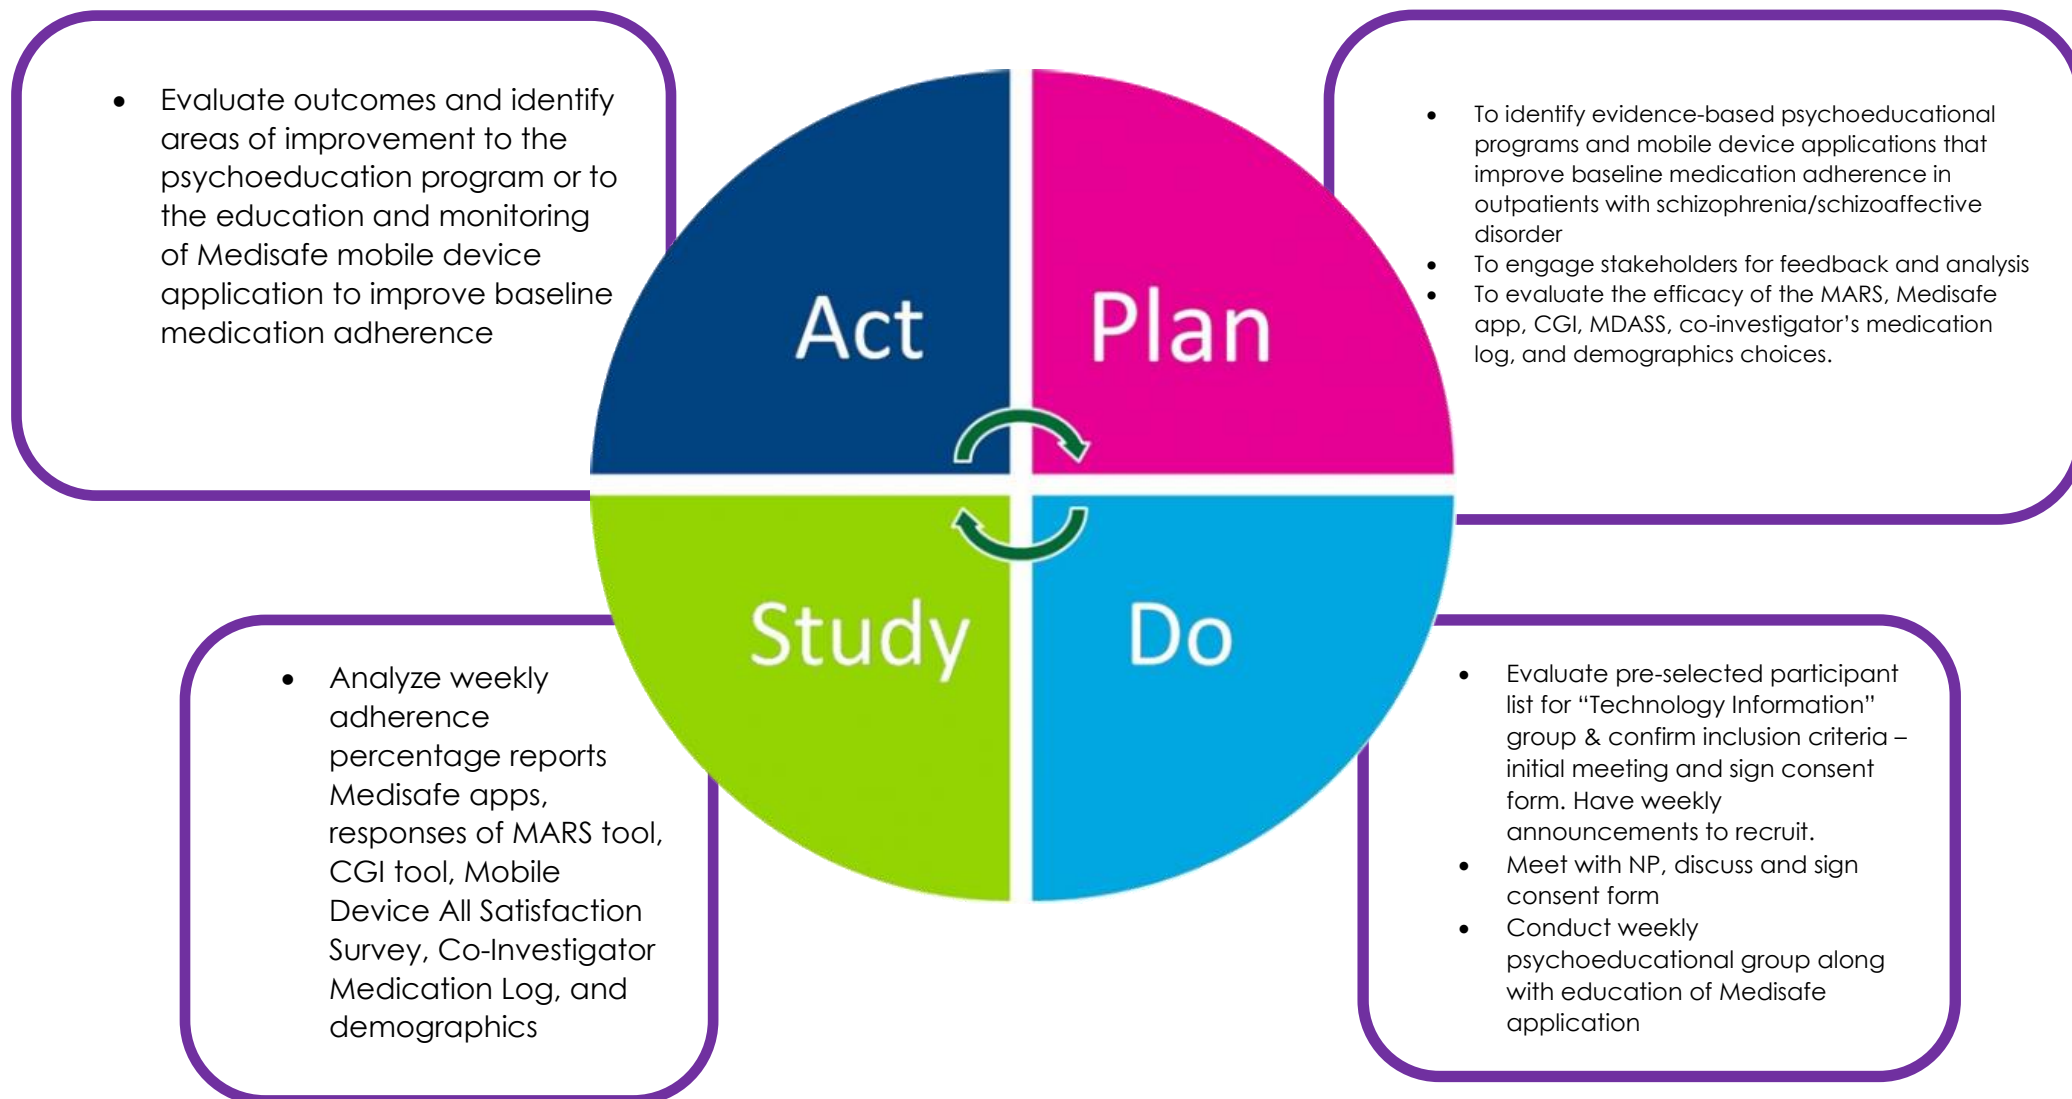 • Evaluate outcomes and identify
areas of improvement to the
psychoeducation program or to
the education and monitoring
of Medisafe mobile device
application to improve baseline
medication adherence
Act
Plan
• To identify evidence-based psychoeducational
programs and mobile device applications that
improve baseline medication adherence in
outpatients with schizophrenia/schizoaffective
disorder
• To engage stakeholders for feedback and analysis
• To evaluate the efficacy of the MARS, Medisafe
app, CGI, MDASS, co-investigator’s medication
log, and demographics choices.
Study
Do
• Analyze weekly
adherence
percentage reports
Medisafe apps,
responses of MARS tool,
CGI tool, Mobile
Device All Satisfaction
Survey, Co-Investigator
Medication Log, and
demographics
• Evaluate pre-selected participant
list for “Technology Information”
group & confirm inclusion criteria –
initial meeting and sign consent
form. Have weekly
announcements to recruit.
• Meet with NP, discuss and sign
consent form
• Conduct weekly
psychoeducational group along
with education of Medisafe
application